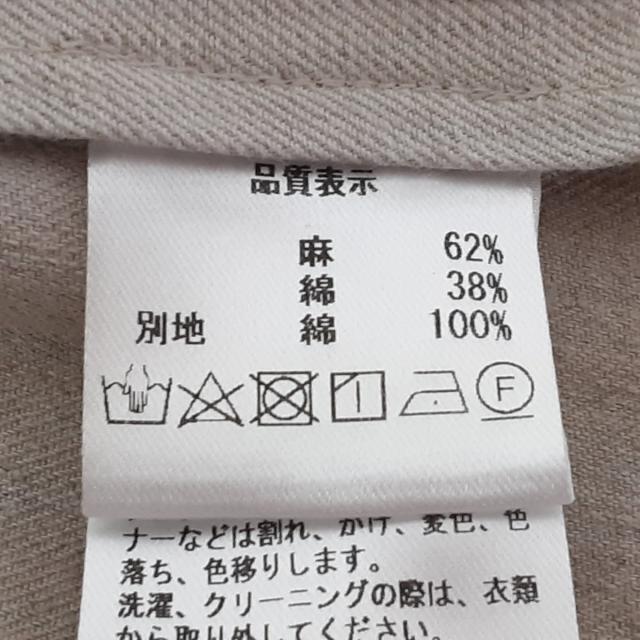 品質表示
麻 62%
綿 38%
別地 綿 100%
F
ナーなどは割れ、かけ、変色、色
落ち、色移りします。
洗濯、クリーニングの際は、衣類
から取り外してください。